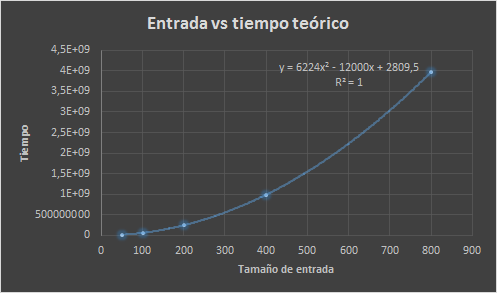 Entrada vs tiempo teórico
4,5E+09
4E+09
3,5E+09
3E+09
2,5E+09
2E+09
1,5E+09
1E+09
500000000
0
y = 6224x² - 12000x + 2809,5
R² = 1
Tiempo
0 100 200 300 400 500 600 700 800 900
Tamaño de entrada